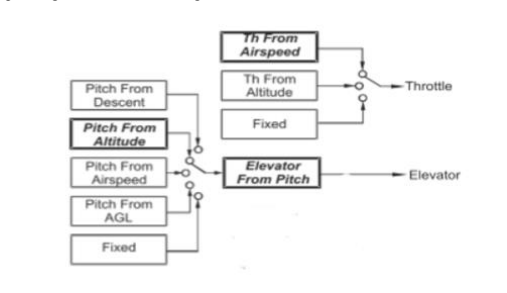 Th From
Airspeed
Th From
Altitude
Throttle
Fixed
Pitch From
Descent
Pitch From
Altitude
Pitch From
Airspeed
Elevator
From Pitch
Elevator
Pitch From
AGL
Fixed